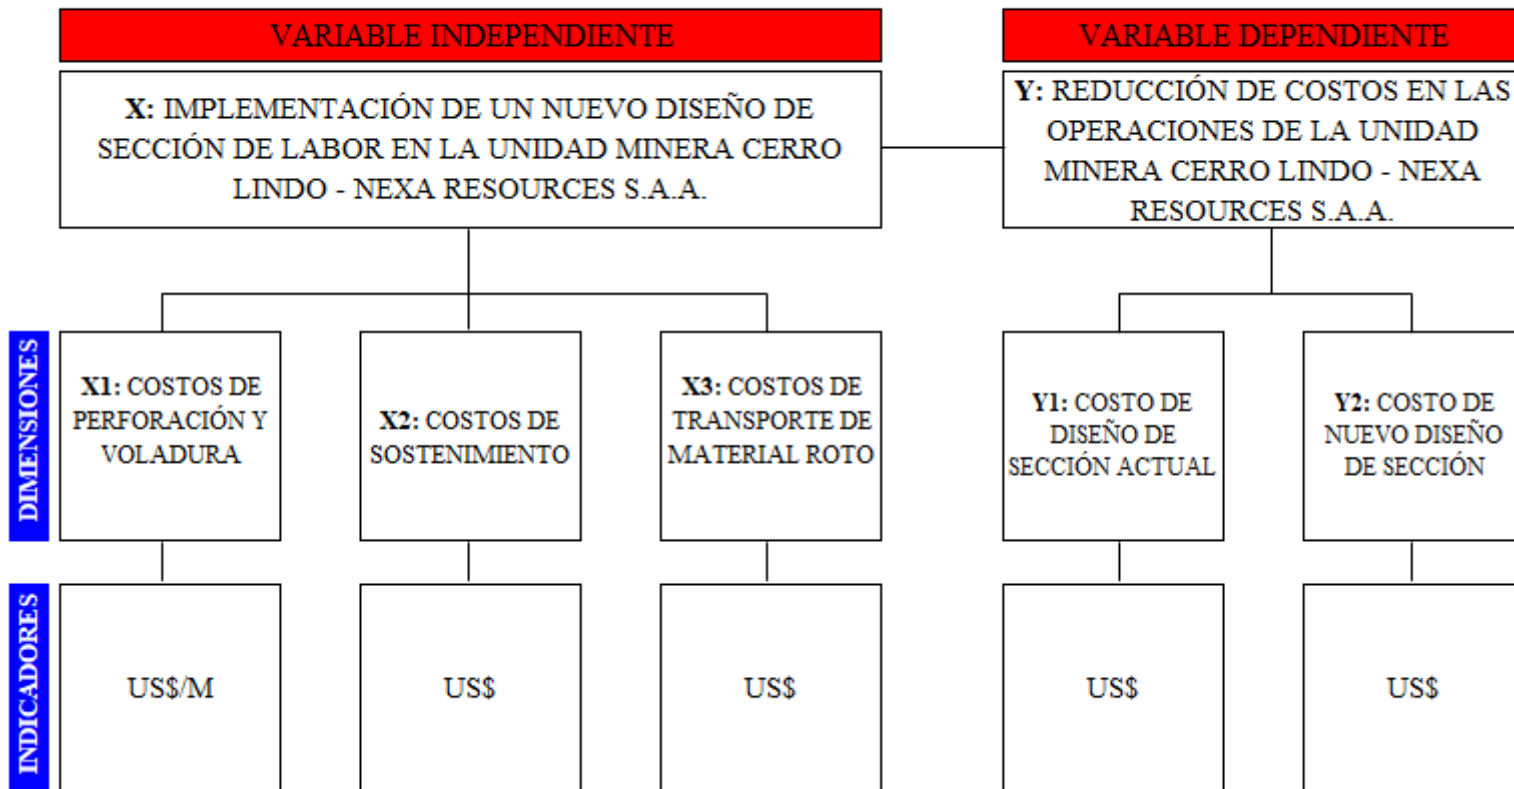 VARIABLE INDEPENDIENTE
VARIABLE DEPENDIENTE
X: IMPLEMENTACIÓN DE UN NUEVO DISEÑO DE
SECCIÓN DE LABOR EN LA UNIDAD MINERA CERRO
LINDO - NEXA RESOURCES S.A.A.
Y: REDUCCIÓN DE COSTOS EN LAS
OPERACIONES DE LA UNIDAD
MINERA CERRO LINDO - NEXA
RESOURCES S.A.A.
DIMENSIONES
X1: COSTOS DE
PERFORACIÓN Y
VOLADURA
X2: COSTOS DE
SOSTENIMIENTO
X3: COSTOS DE
TRANSPORTE DE
MATERIAL ROTO
Y1: COSTO DE
DISEÑO DE
SECCIÓN ACTUAL
Y2: COSTO DE
NUEVO DISEÑO
DE SECCIÓN
INDICADORES
US$/M
US$
US$
US$
US$